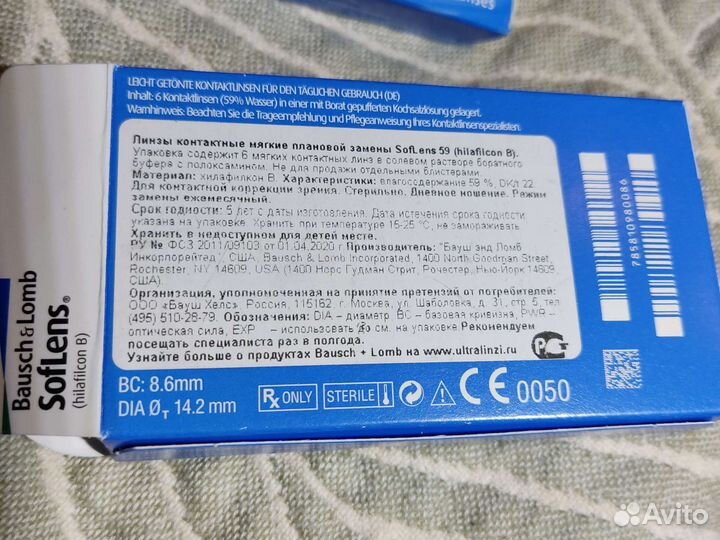 enses
LEICHT GETÖNTE KONTAKTLINSEN FÜR DEN TÄGLICHEN GEBRAUCH (DE)
Inhalt: 6 Kontaktlinsen (59% Wasser) in einer mit Borat gepufferten Kochsalzlösung gelagert.
Warnhinweis: Beachten Sie die Trageempfehlung und Pflegeanweisung Ihres Kontaktlinsenspezialisten.
Линзы контактные мягкие плановой замены SofLens 59 (hilafilcon B).
Упаковка содержит 6 мягких контактных линз в солевом растворе боратного
буфера с полоксамином. Не для продажи отдельными блистерами.
Материал: хилафилкон В. Характеристики: влагосодержание 59 %, DK/t 22.
Для контактной коррекции зрения. Стерильно. Дневное ношение. Режим
замены ежемесячный.
Срок годности: 5 лет с даты изготовления. Дата истечения срока годности
указана на упаковке. Хранить при температуре 15-25 °C, не замораживать.
Хранить в недоступном для детей месте.
РУ № ФСЗ 2011/09103 от 01.04.2020 г. Производитель: "Бауш энд Ломб
Инкорпорейтед", США, Bausch & Lomb Incorporated, 1400 North Goodman Street,
Rochester, NY 14609, USA (1400 Норс Гудман Стрит, Рочестер, Нью-Йорк 14609,
США).
Организация, уполномоченная на принятие претензий от потребителей:
ООО «Бауш Хелс», Россия, 115162 г. Москва, ул. Шаболовка, д. 31, стр. 5, тел
(495) 510-28-79. Обозначения: DIA – диаметр BC – базовая кривизна, PWR –
оптическая сила, EXP – использовать до см. на упаковке. Рекомендуем
посещать специалиста раз в полгода.
Узнайте больше о продуктах Bausch + Lomb на www.ultralinzi.ru
BC: 8.6mm
DIA ØT 14.2 mm
Rx ONLY
STERILE
CE 0050
785810980086
Bausch & Lomb
SofLens®
(hilafilcon B)
Avito